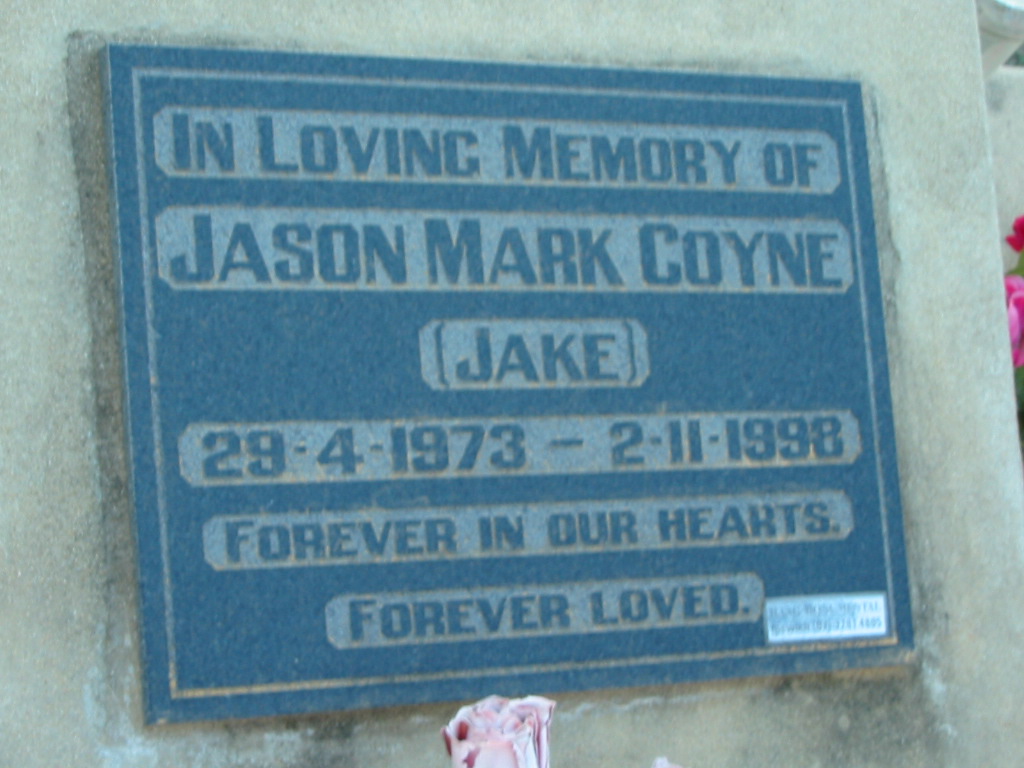 IN LOVING MEMORY OF
JASON MARK COYNE
(JAKE)
29-4-1973 – 2-11-1998
FOREVER IN OUR HEARTS.
FOREVER LOVED.